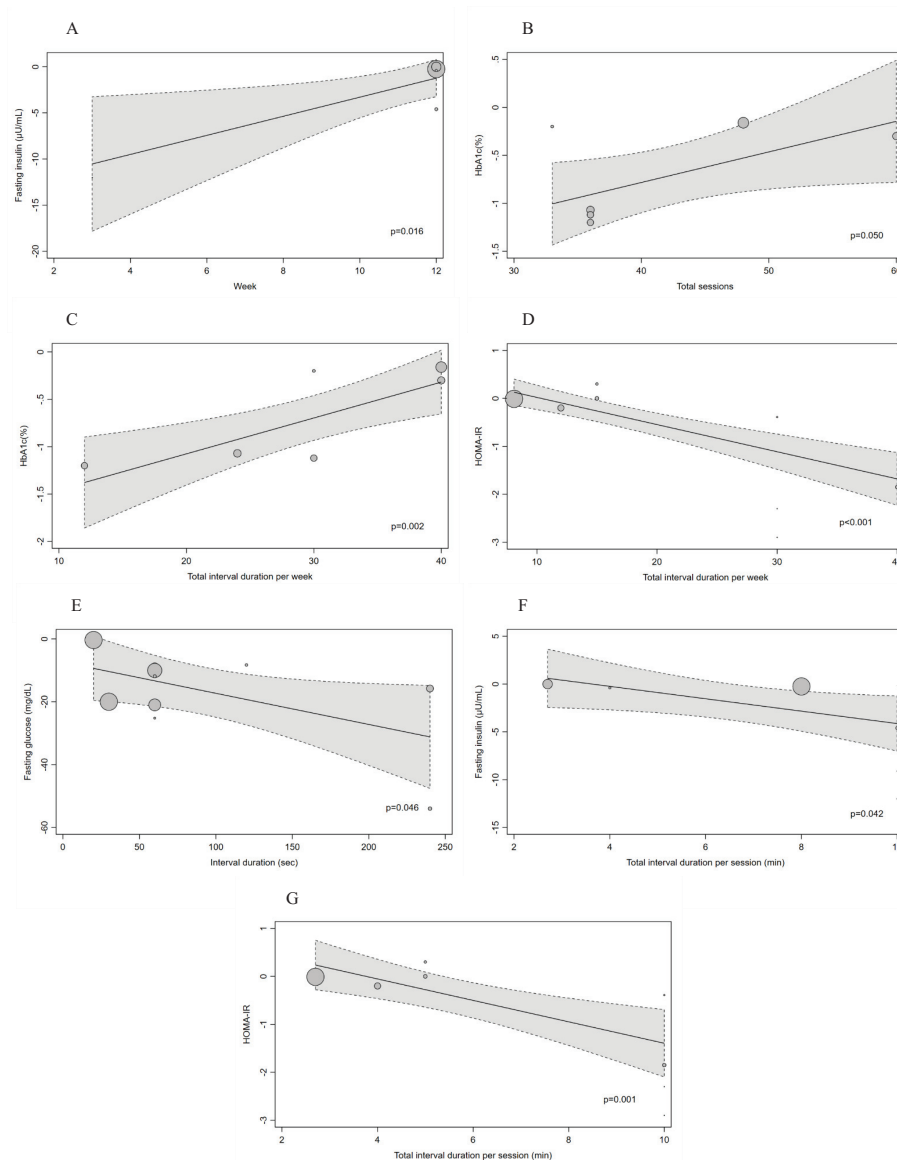 A
Fasting insulin (µU/mL)
0
-5
-10
-15
-20
2 4 6 8 10 12
Week
p=0.016
B
HbA1c(%)
.5
0
-.5
-1
-1.5
30 40 50 60
Total sessions
p=0.050
C
HbA1c(%)
0
-.5
-1
-1.5
-2
10 20 30 40
Total interval duration per week
p=0.002
D
HOMA-IR
1
0
-1
-2
-3
10 20 30 40
Total interval duration per week
p<0.001
E
Fasting glucose (mg/dL)
0
-20
-40
-60
0 50 100 150 200 250
Interval duration (sec)
p=0.046
F
Fasting insulin (µU/mL)
5
0
-5
-10
-15
2 4 6 8 10
Total interval duration per session (min)
p=0.042
G
HOMA-IR
1
0
-1
-2
-3
2 4 6 8 10
Total interval duration per session (min)
p=0.001